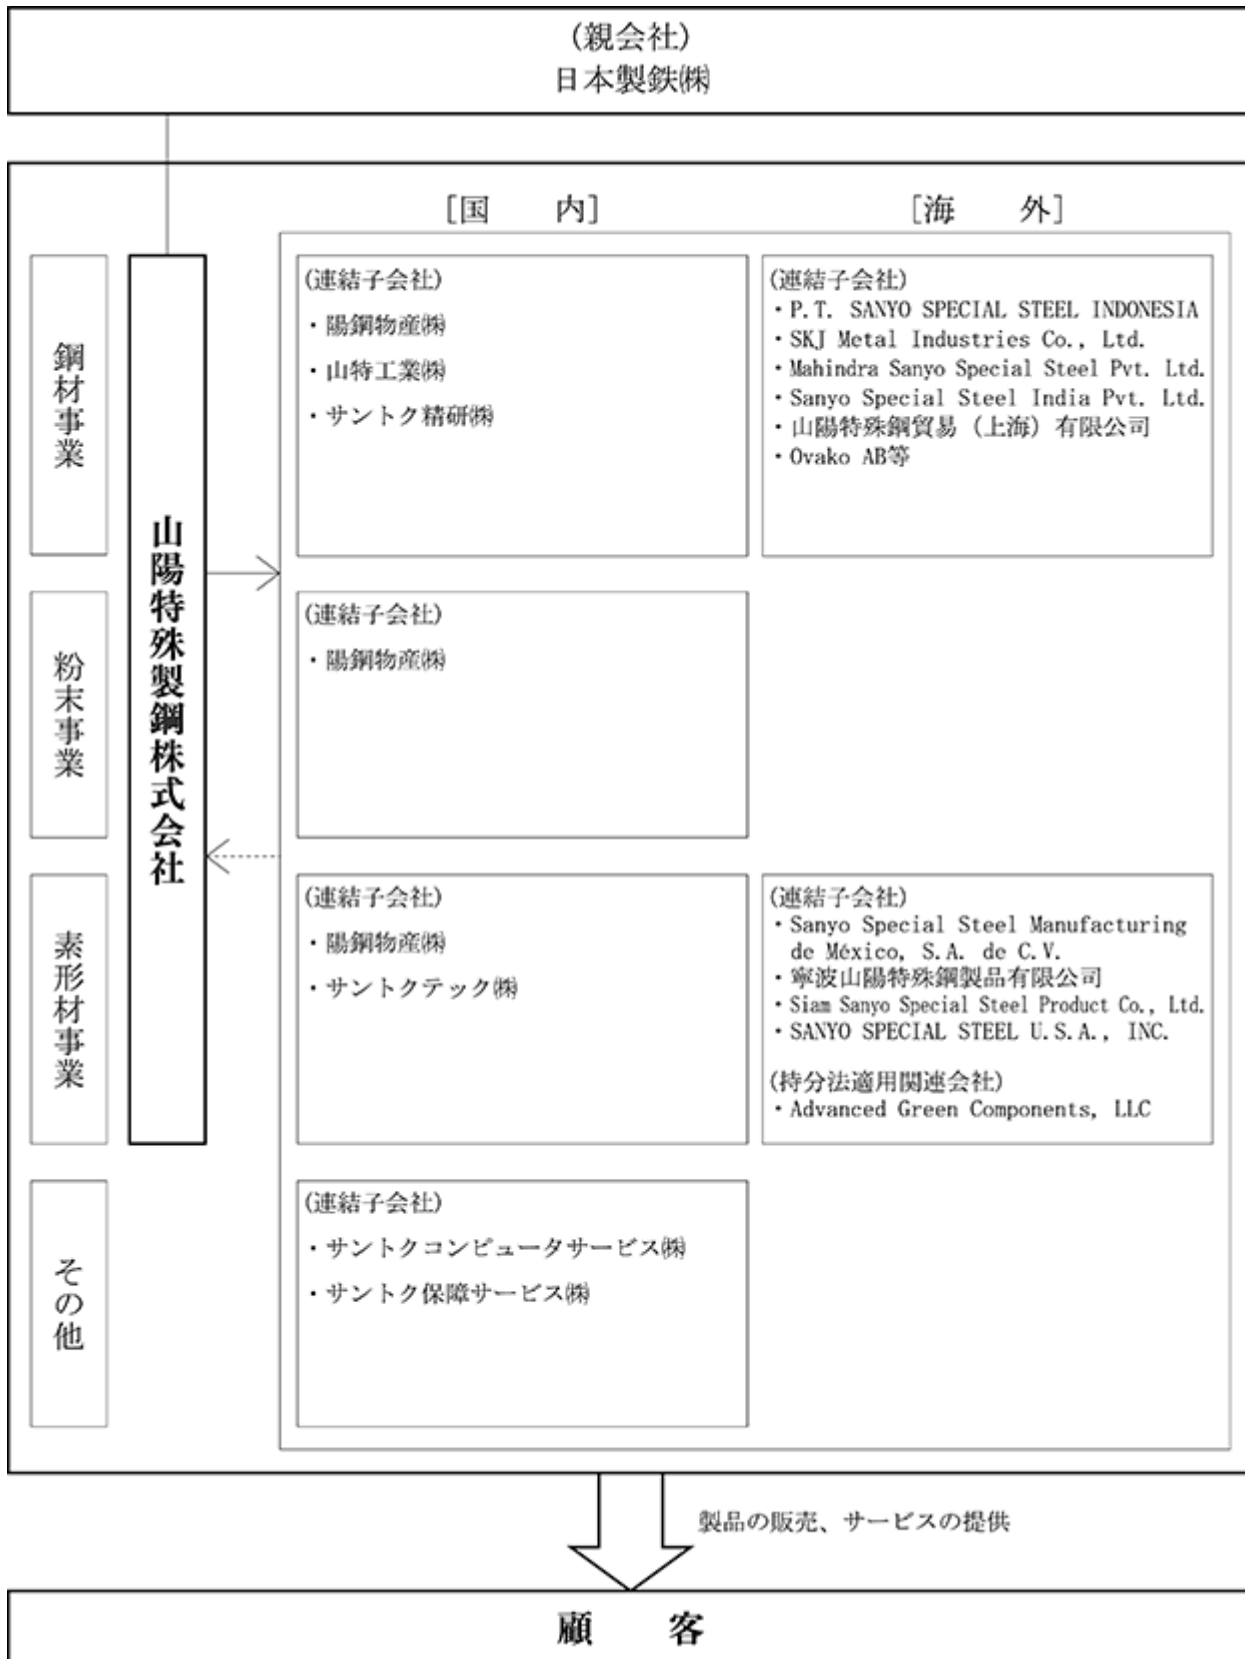 (親会社)
日本製鉄㈱
[国　　内]
[海　　外]
鋼材事業
山陽特殊製鋼株式会社
(連結子会社)
・陽鋼物産㈱
・山特工業㈱
・サントク精研㈱
(連結子会社)
・P.T. SANYO SPECIAL STEEL INDONESIA
・SKJ Metal Industries Co., Ltd.
・Mahindra Sanyo Special Steel Pvt. Ltd.
・Sanyo Special Steel India Pvt. Ltd.
・山陽特殊鋼貿易（上海）有限公司
・Ovako AB等
粉末事業
(連結子会社)
・陽鋼物産㈱
素形材事業
(連結子会社)
・陽鋼物産㈱
・サントクテック㈱
(連結子会社)
・Sanyo Special Steel Manufacturing
de México, S.A. de C.V.
・寧波山陽特殊鋼製品有限公司
・Siam Sanyo Special Steel Product Co., Ltd.
・SANYO SPECIAL STEEL U.S.A., INC.
(持分法適用関連会社)
・Advanced Green Components, LLC
その他
(連結子会社)
・サントクコンピュータサービス㈱
・サントク保障サービス㈱
製品の販売、サービスの提供
顧　　客